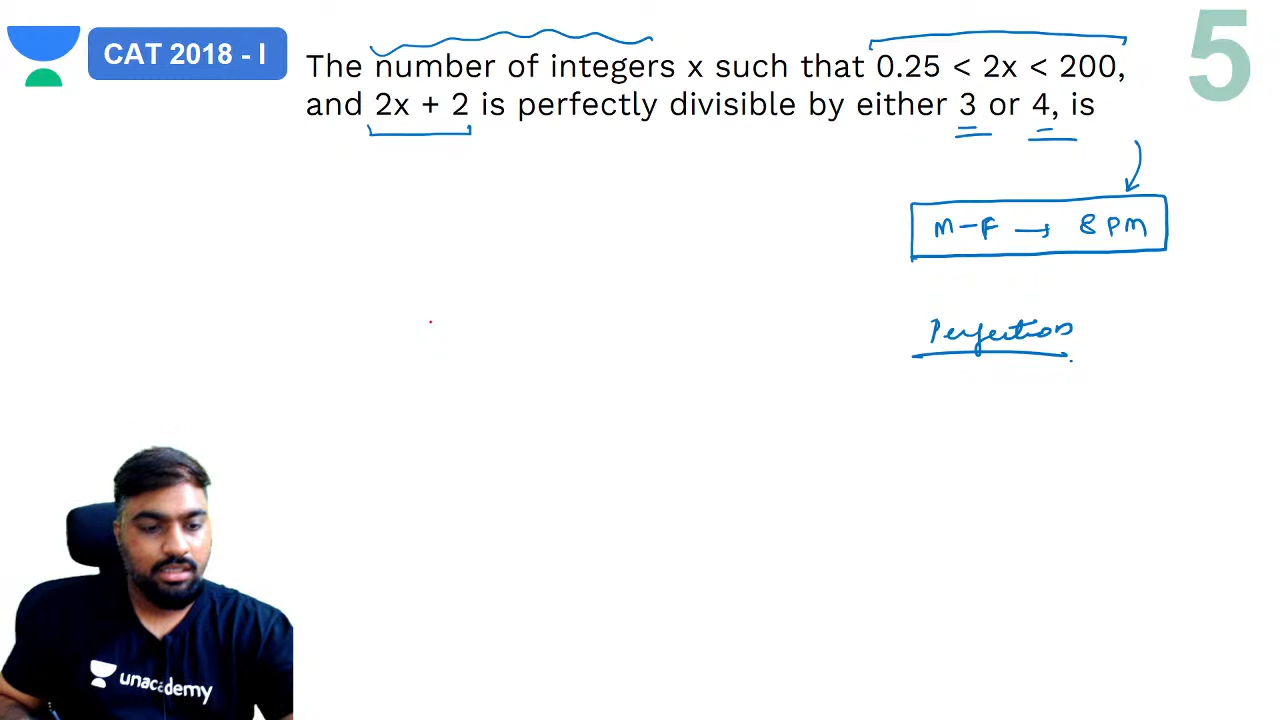 CAT 2018 - I
The number of integers x such that 0.25 < 2x < 200,
and 2x + 2 is perfectly divisible by either 3 or 4, is
5
M-F → 8 PM
Perfection
unacademy